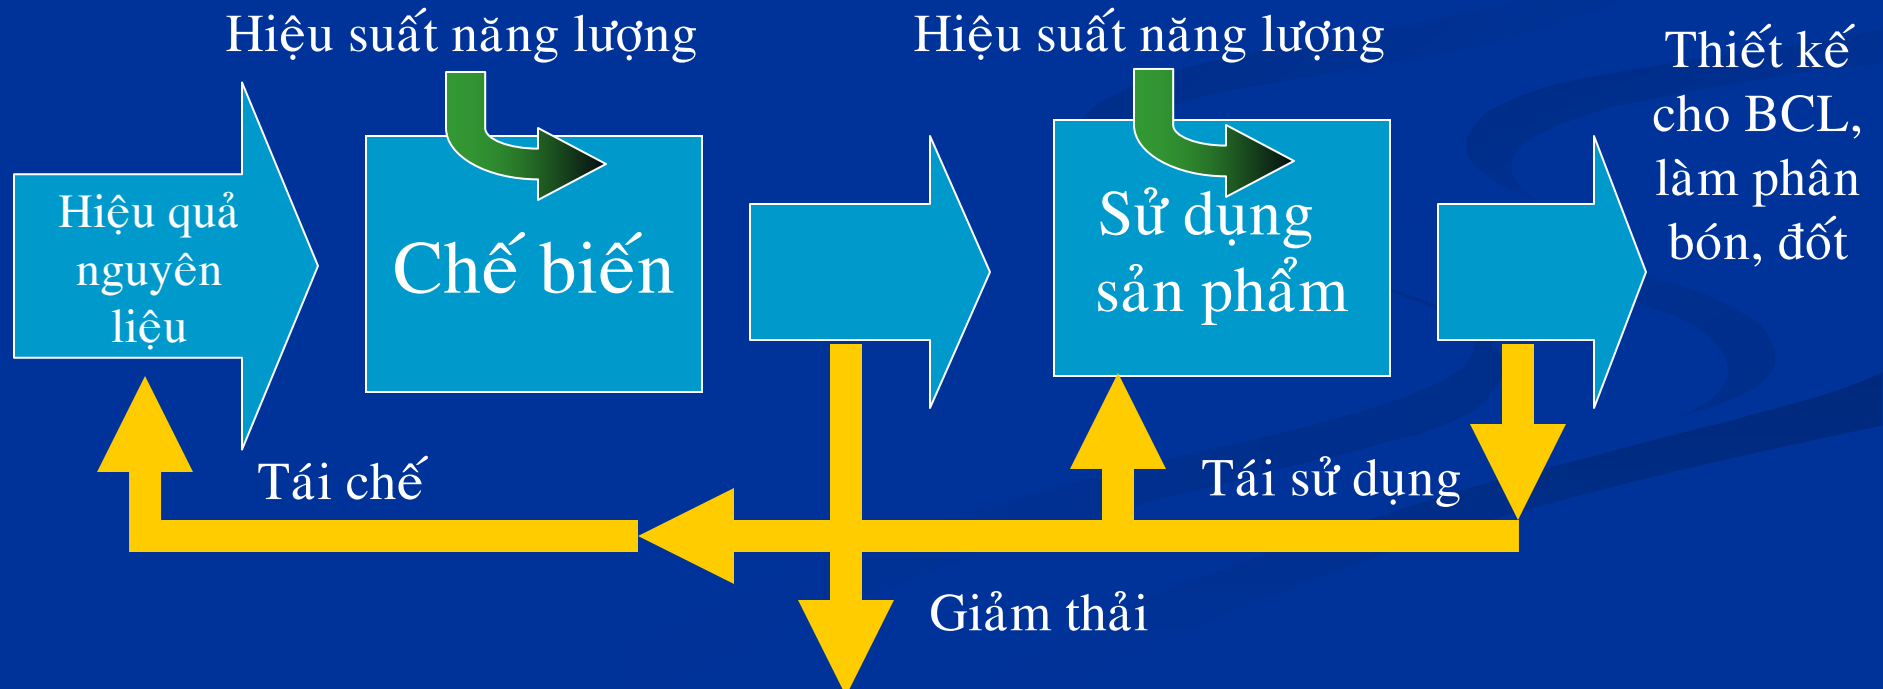 Hiệu suất năng lượng
Hiệu suất năng lượng
Thiết kế
cho BCL,
làm phân
bón, đốt
Hiệu quả
nguyên
liệu
Chế biến
Sử dụng
sản phẩm
Tái chế
Tái sử dụng
Giảm thải